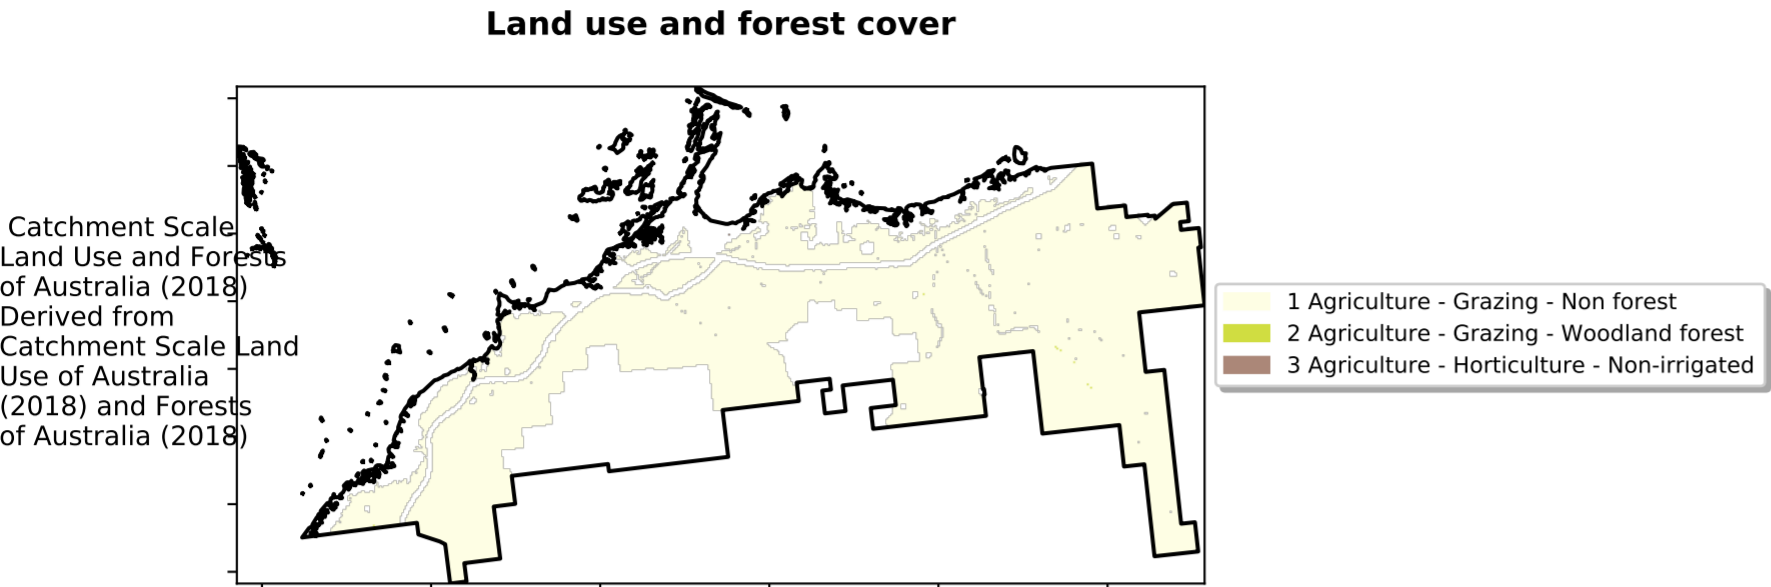 Land use and forest cover
Catchment Scale
Land Use and Forests
of Australia (2018)
Derived from
Catchment Scale Land
Use of Australia
(2018) and Forests
of Australia (2018)
1 Agriculture - Grazing - Non forest
2 Agriculture - Grazing - Woodland forest
3 Agriculture - Horticulture - Non-irrigated